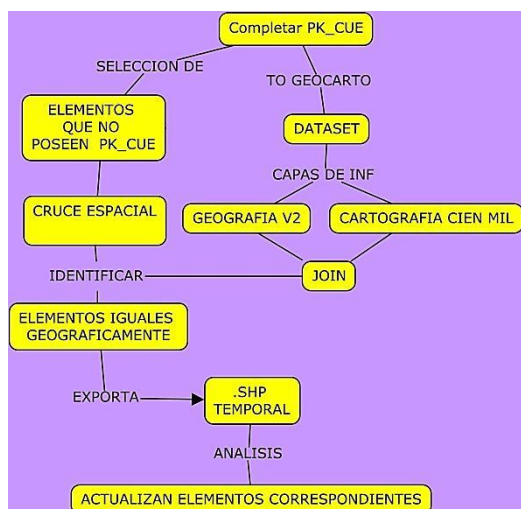 Completar PK_CUE
SELECCION DE
TO GEOCARTO
ELEMENTOS
QUE NO
POSEEN PK_CUE
DATASET
CAPAS DE INF
CRUCE ESPACIAL
GEOGRAFIA V2
CARTOGRAFIA CIEN MIL
IDENTIFICAR
JOIN
ELEMENTOS IGUALES
GEOGRAFICAMENTE
EXPORTA
.SHP
TEMPORAL
ANALISIS
ACTUALIZAN ELEMENTOS CORRESPONDIENTES